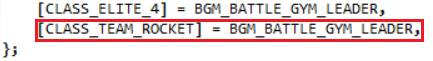 [CLASS_ELITE_4] = BGM_BATTLE_GYM_LEADER,
[CLASS_TEAM_ROCKET] = BGM_BATTLE_GYM_LEADER,
};